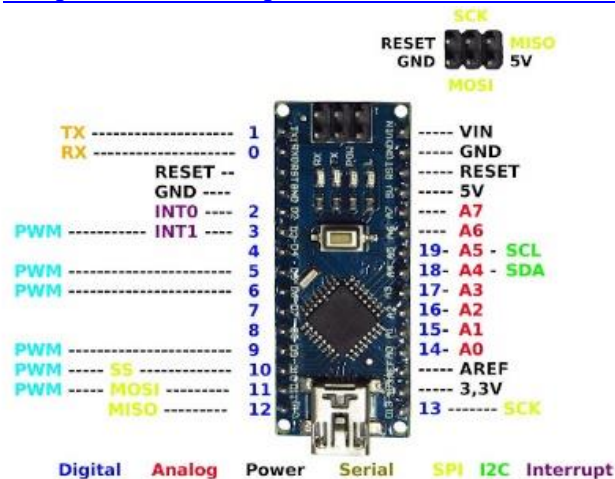 SCK
RESET MISO
GND 5V
MOSI
TX 1 VIN
RX 0 GND
RESET RESET
GND 5V
INT0 2 A7
PWM INT1 3 A6
4 19- A5 - SCL
PWM 5 18- A4 - SDA
PWM 6 17- A3
7 16- A2
8 15- A1
PWM 9 14- A0
PWM SS 10 AREF
PWM MOSI 11 3,3V
MISO 12 13 SCK
RX TX POW L
Digital Analog Power Serial SPI I2C Interrupt